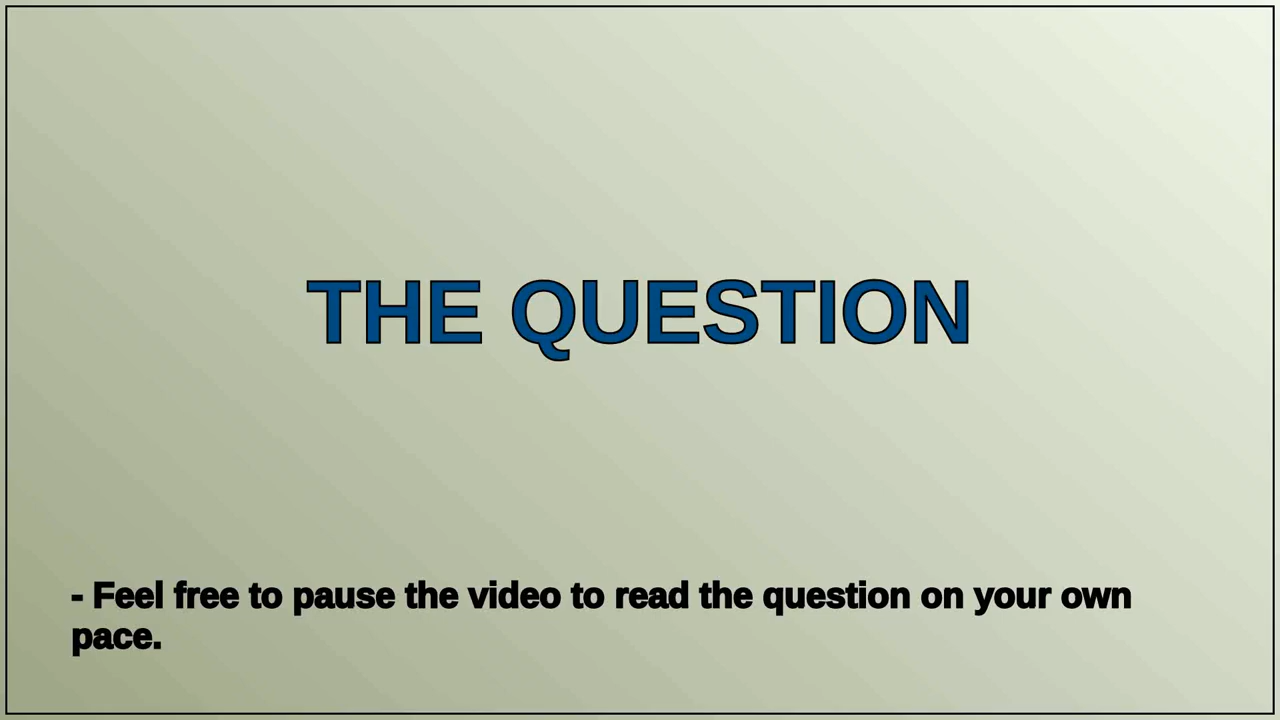 THE QUESTION
- Feel free to pause the video to read the question on your own
pace.